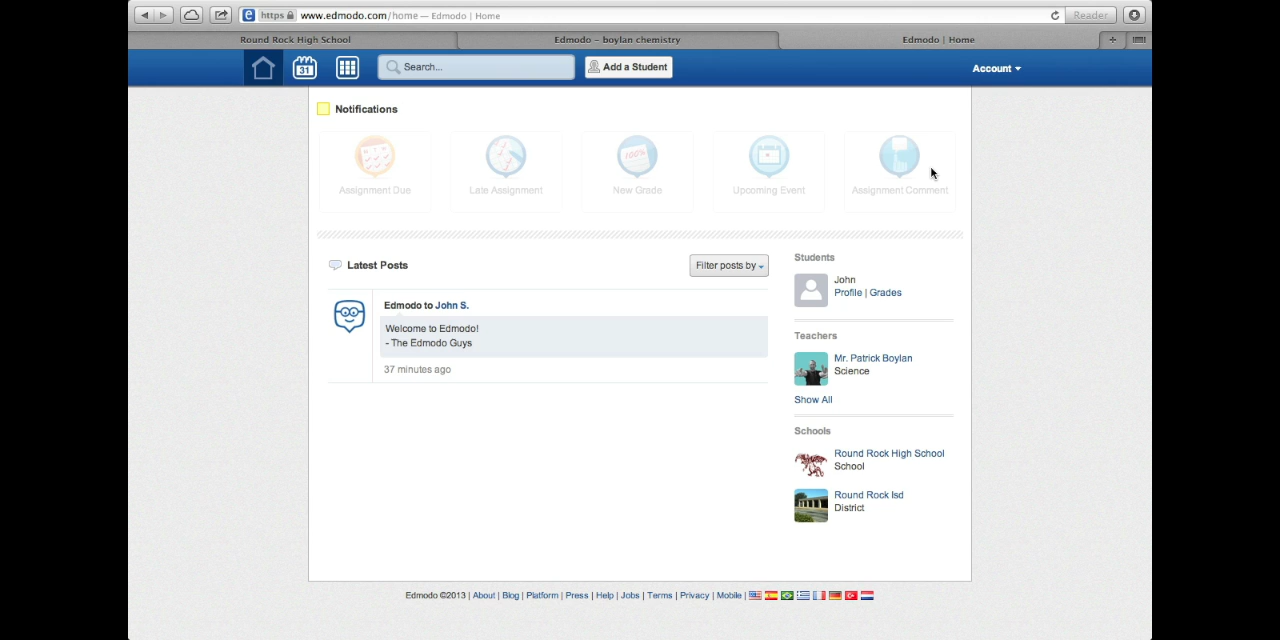 https www.edmodo.com/home — Edmodo | Home
Reader
Round Rock High School
Edmodo – boylan chemistry
Edmodo | Home
31
Search...
Add a Student
Account
Notifications
100%
Assignment Due
Late Assignment
New Grade
Upcoming Event
Assignment Comment
Latest Posts
Filter posts by
Edmodo to John S.
Welcome to Edmodo!
- The Edmodo Guys
37 minutes ago
Students
John
Profile | Grades
Teachers
Mr. Patrick Boylan
Science
Show All
Schools
Round Rock High School
School
Round Rock Isd
District
Edmodo ©2013 | About | Blog | Platform | Press | Help | Jobs | Terms | Privacy | Mobile |